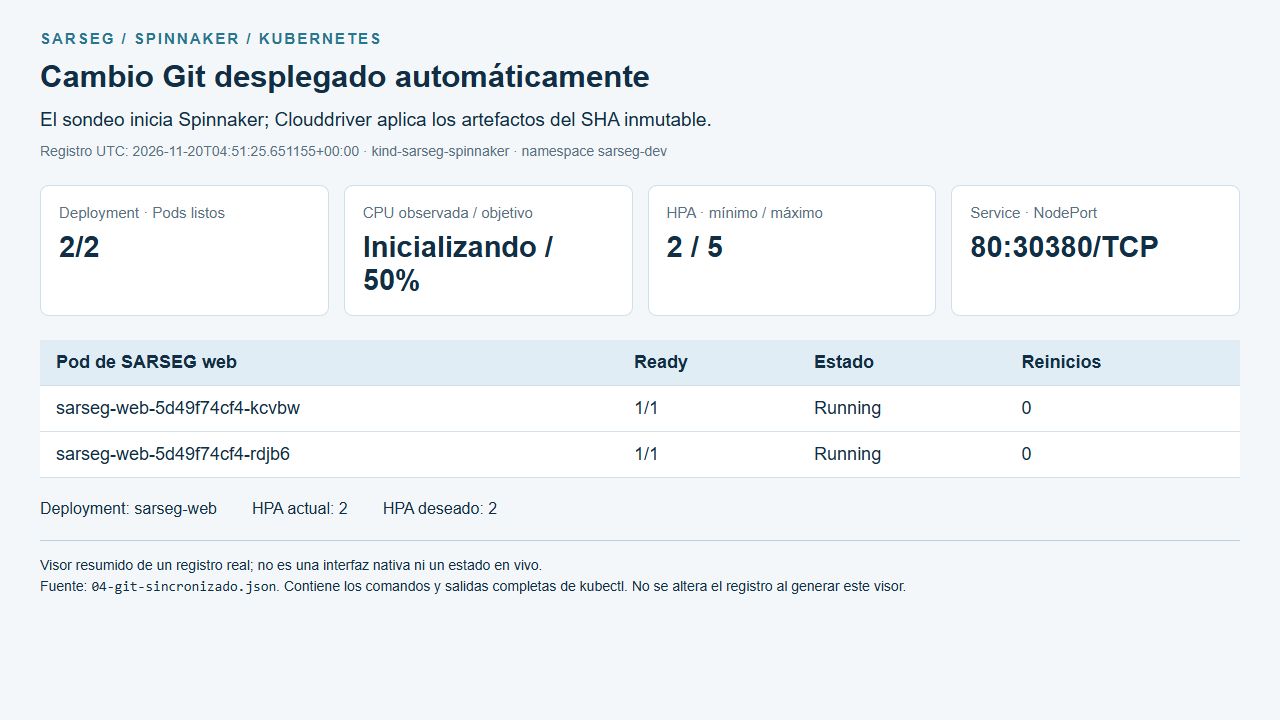 SARSEG / SPINNAKER / KUBERNETES
Cambio Git desplegado automáticamente
El sondeo inicia Spinnaker; Clouddriver aplica los artefactos del SHA inmutable.
Registro UTC: 2026-11-20T04:51:25.651155+00:00 · kind-sarseg-spinnaker · namespace sarseg-dev
Deployment · Pods listos
2/2
CPU observada / objetivo
Inicializando /
50%
HPA · mínimo / máximo
2 / 5
Service · NodePort
80:30380/TCP
Pod de SARSEG web Ready Estado Reinicios
sarseg-web-5d49f74cf4-kcvbw 1/1 Running 0
sarseg-web-5d49f74cf4-rdjb6 1/1 Running 0
Deployment: sarseg-web HPA actual: 2 HPA deseado: 2
Visor resumido de un registro real; no es una interfaz nativa ni un estado en vivo.
Fuente: 04-git-sincronizado.json. Contiene los comandos y salidas completas de kubectl. No se altera el registro al generar este visor.